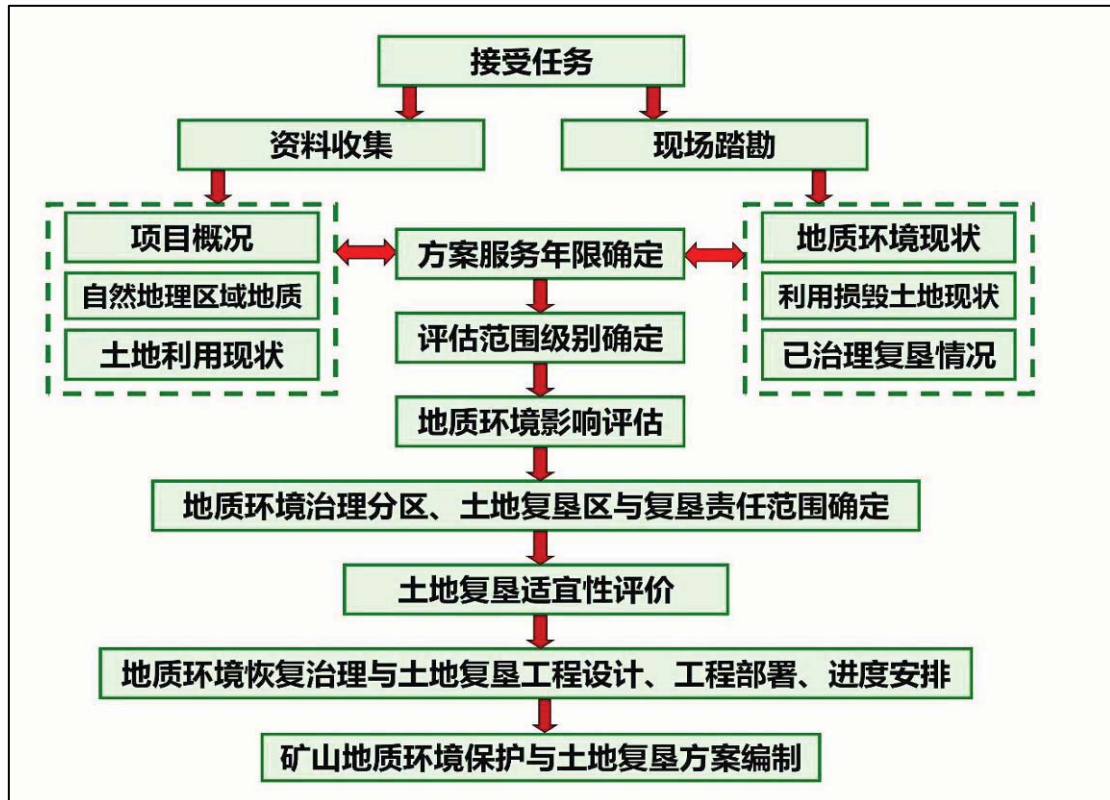 接受任务
资料收集
现场踏勘
项目概况
自然地理区域地质
土地利用现状
方案服务年限确定
地质环境现状
利用损毁土地现状
已治理复垦情况
评估范围级别确定
地质环境影响评估
地质环境治理分区、土地复垦区与复垦责任范围确定
土地复垦适宜性评价
地质环境恢复治理与土地复垦工程设计、工程部署、进度安排
矿山地质环境保护与土地复垦方案编制